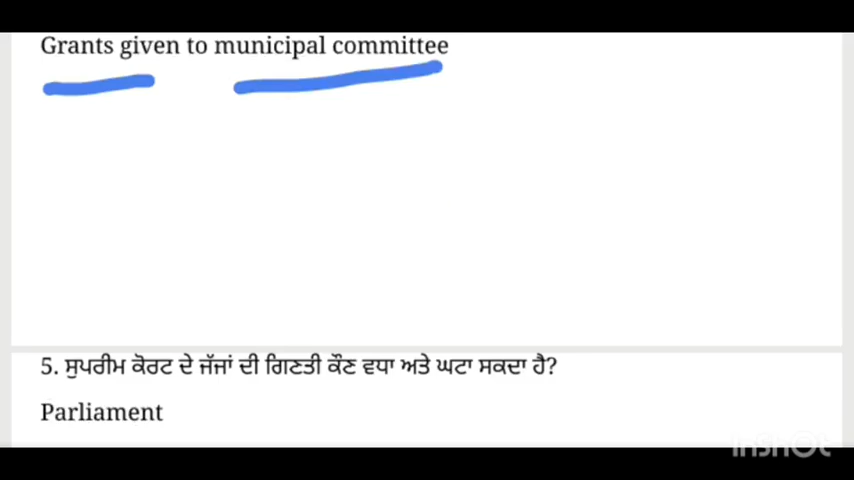 Grants given to municipal committee
5. ਸੁਪਰੀਮ ਕੋਰਟ ਦੇ ਜੱਜਾਂ ਦੀ ਗਿਣਤੀ ਕੌਣ ਵਧਾ ਅਤੇ ਘਟਾ ਸਕਦਾ ਹੈ?
Parliament
InShot